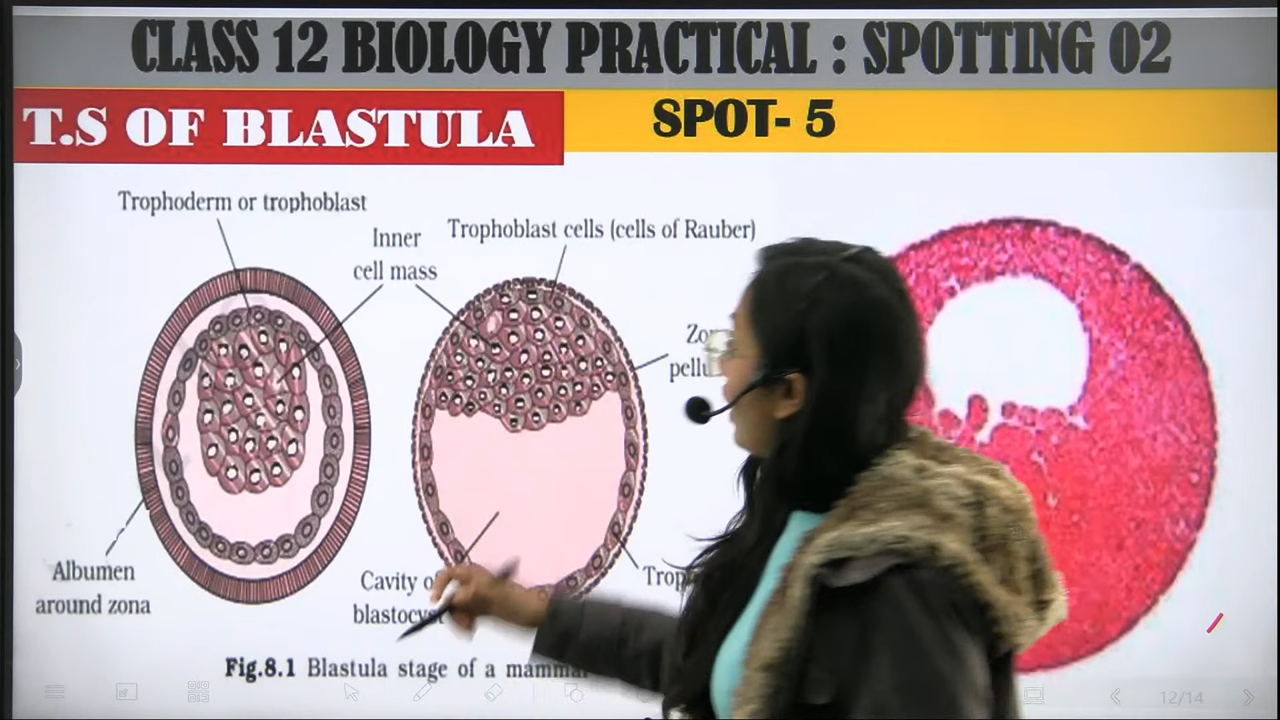 CLASS 12 BIOLOGY PRACTICAL : SPOTTING 02
T.S OF BLASTULA
SPOT- 5
Trophoderm or trophoblast
Inner
cell mass
Trophoblast cells (cells of Rauber)
Albumen
around zona
Cavity
Fig.8.1 Blastula stage of a
12/14